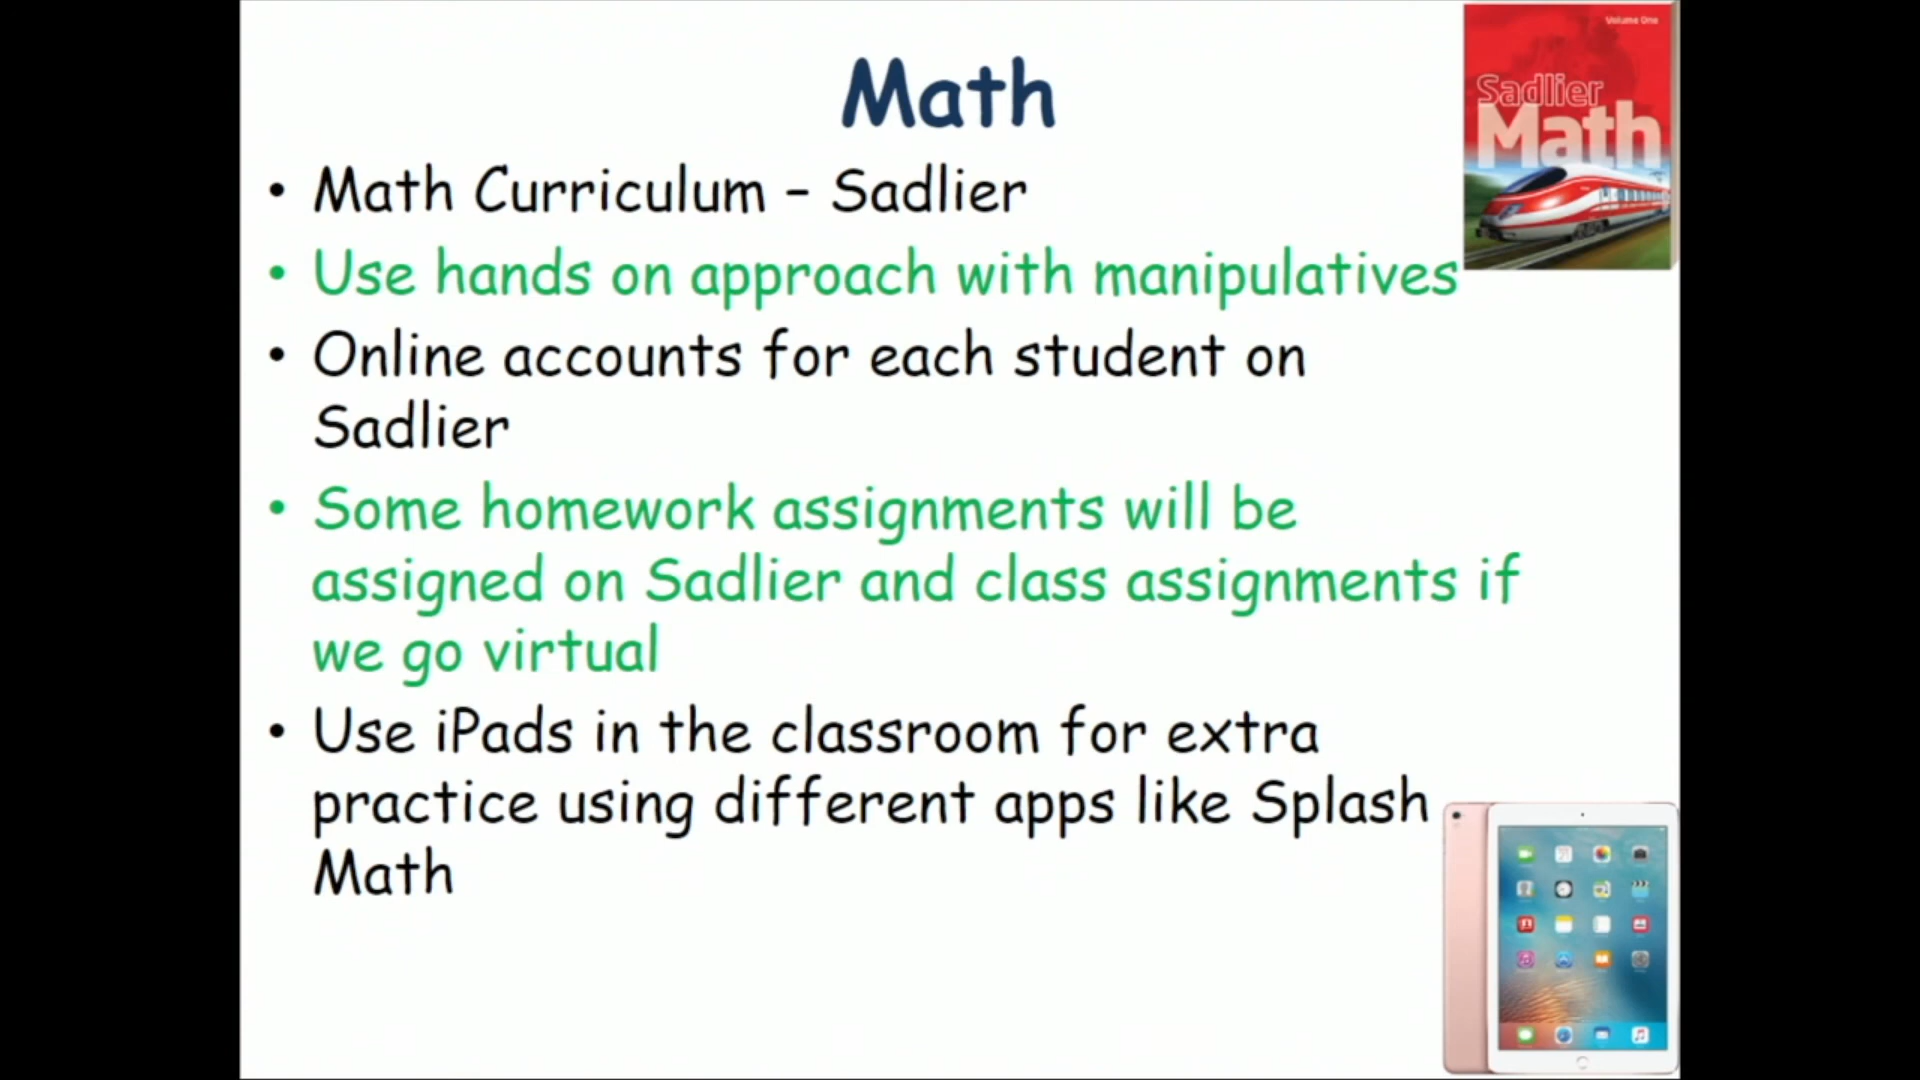 Math
Volume One
Sadlier
Math
• Math Curriculum – Sadlier
• Use hands on approach with manipulatives
• Online accounts for each student on
Sadlier
• Some homework assignments will be
assigned on Sadlier and class assignments if
we go virtual
• Use iPads in the classroom for extra
practice using different apps like Splash
Math